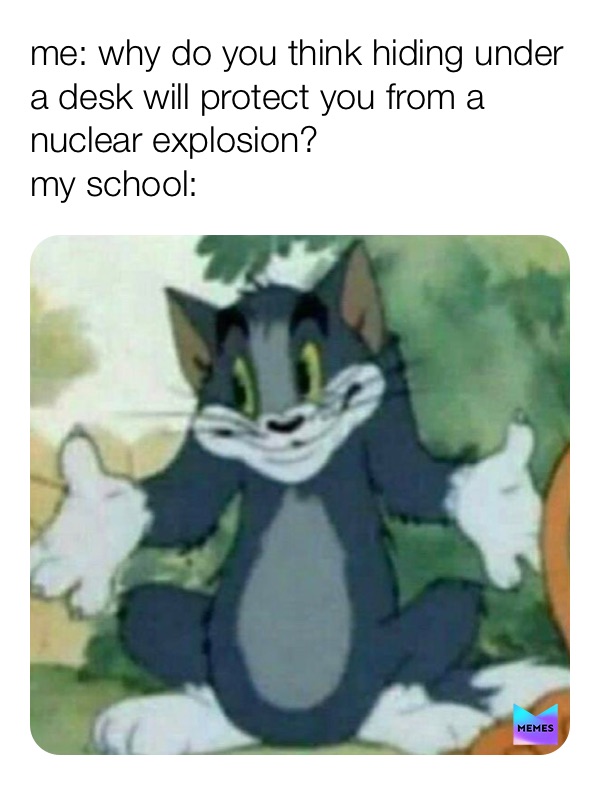 me: why do you think hiding under
a desk will protect you from a
nuclear explosion?
my school:
MEMES